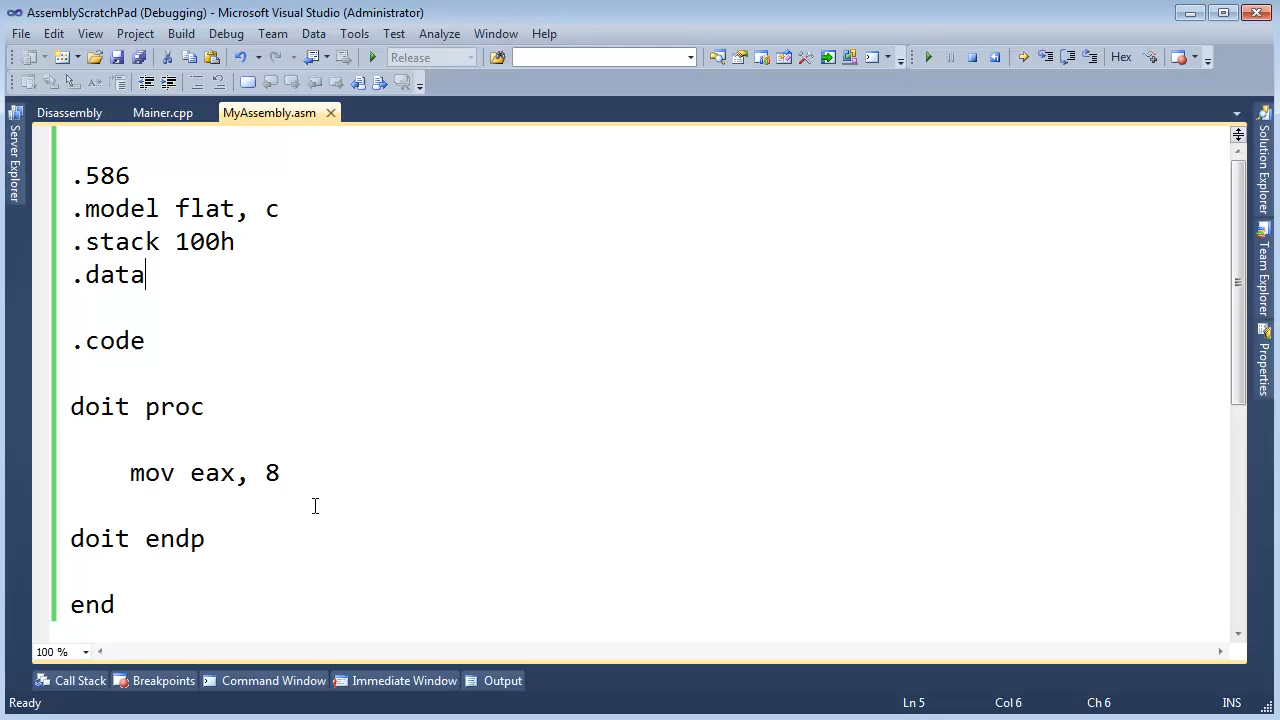 AssemblyScratchPad (Debugging) - Microsoft Visual Studio (Administrator)
File Edit View Project Build Debug Team Data Tools Test Analyze Window Help
Release Hex
Disassembly Mainer.cpp MyAssembly.asm
Server Explorer
Solution Explorer
Team Explorer
Properties
.586
.model flat, c
.stack 100h
.data
.code
doit proc
mov eax, 8
doit endp
end
100 %
Call Stack Breakpoints Command Window Immediate Window Output
Ready Ln 5 Col 6 Ch 6 INS